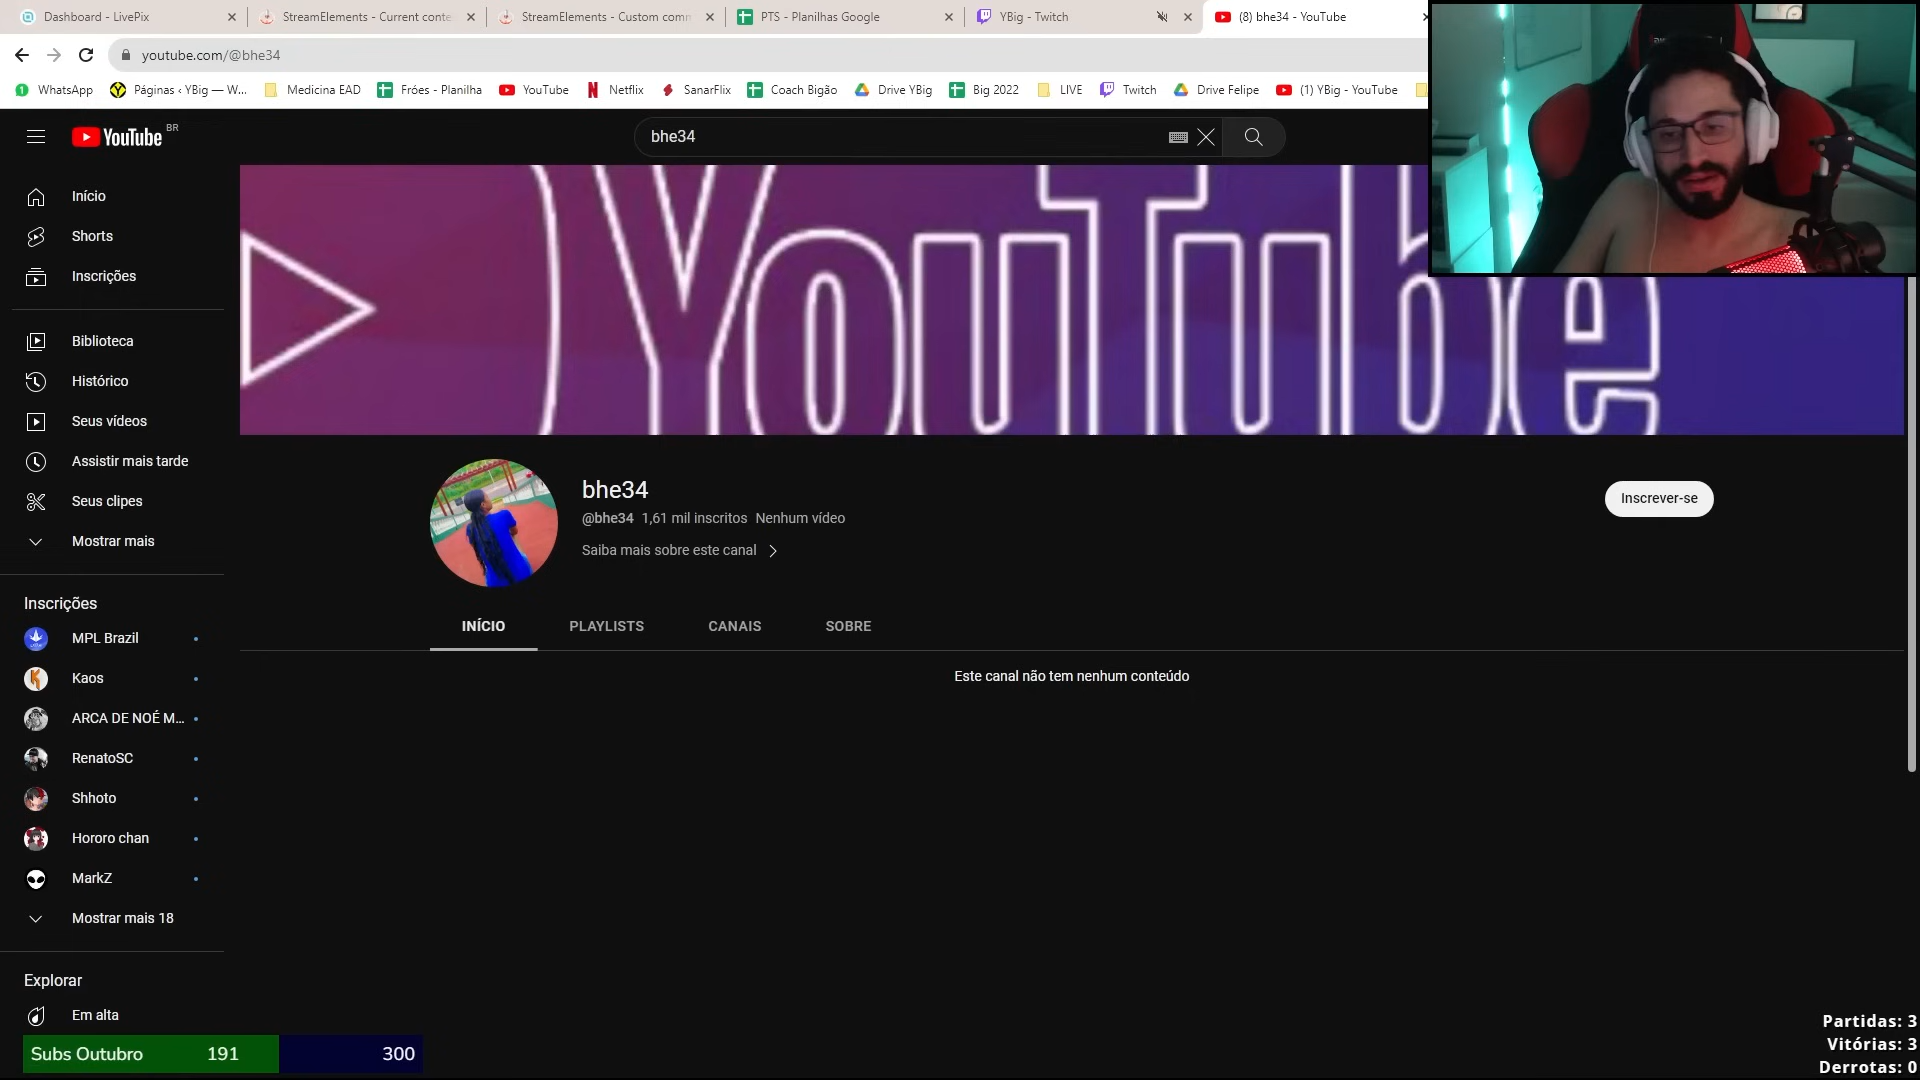 Dashboard - LivePix
StreamElements - Current conte
StreamElements - Custom comm
PTS - Planilhas Google
YBig - Twitch
(8) bhe34 - YouTube
youtube.com/@bhe34
WhatsApp
Páginas ‹ YBig — W...
Medicina EAD
Fróes - Planilha
YouTube
Netflix
SanarFlix
Coach Bigão
Drive YBig
Big 2022
LIVE
Twitch
Drive Felipe
(1) YBig - YouTube
YouTube BR
bhe34
Início
Shorts
Inscrições
Biblioteca
Histórico
Seus vídeos
Assistir mais tarde
Seus clipes
Mostrar mais
Inscrições
MPL Brazil
Kaos
ARCA DE NOÉ M...
RenatoSC
Shhoto
Hororo chan
MarkZ
Mostrar mais 18
Explorar
Em alta
YouTube
bhe34
@bhe34 1,61 mil inscritos Nenhum vídeo
Saiba mais sobre este canal
Inscrever-se
INÍCIO
PLAYLISTS
CANAIS
SOBRE
Este canal não tem nenhum conteúdo
Subs Outubro 191 300
Partidas: 3
Vitórias: 3
Derrotas: 0